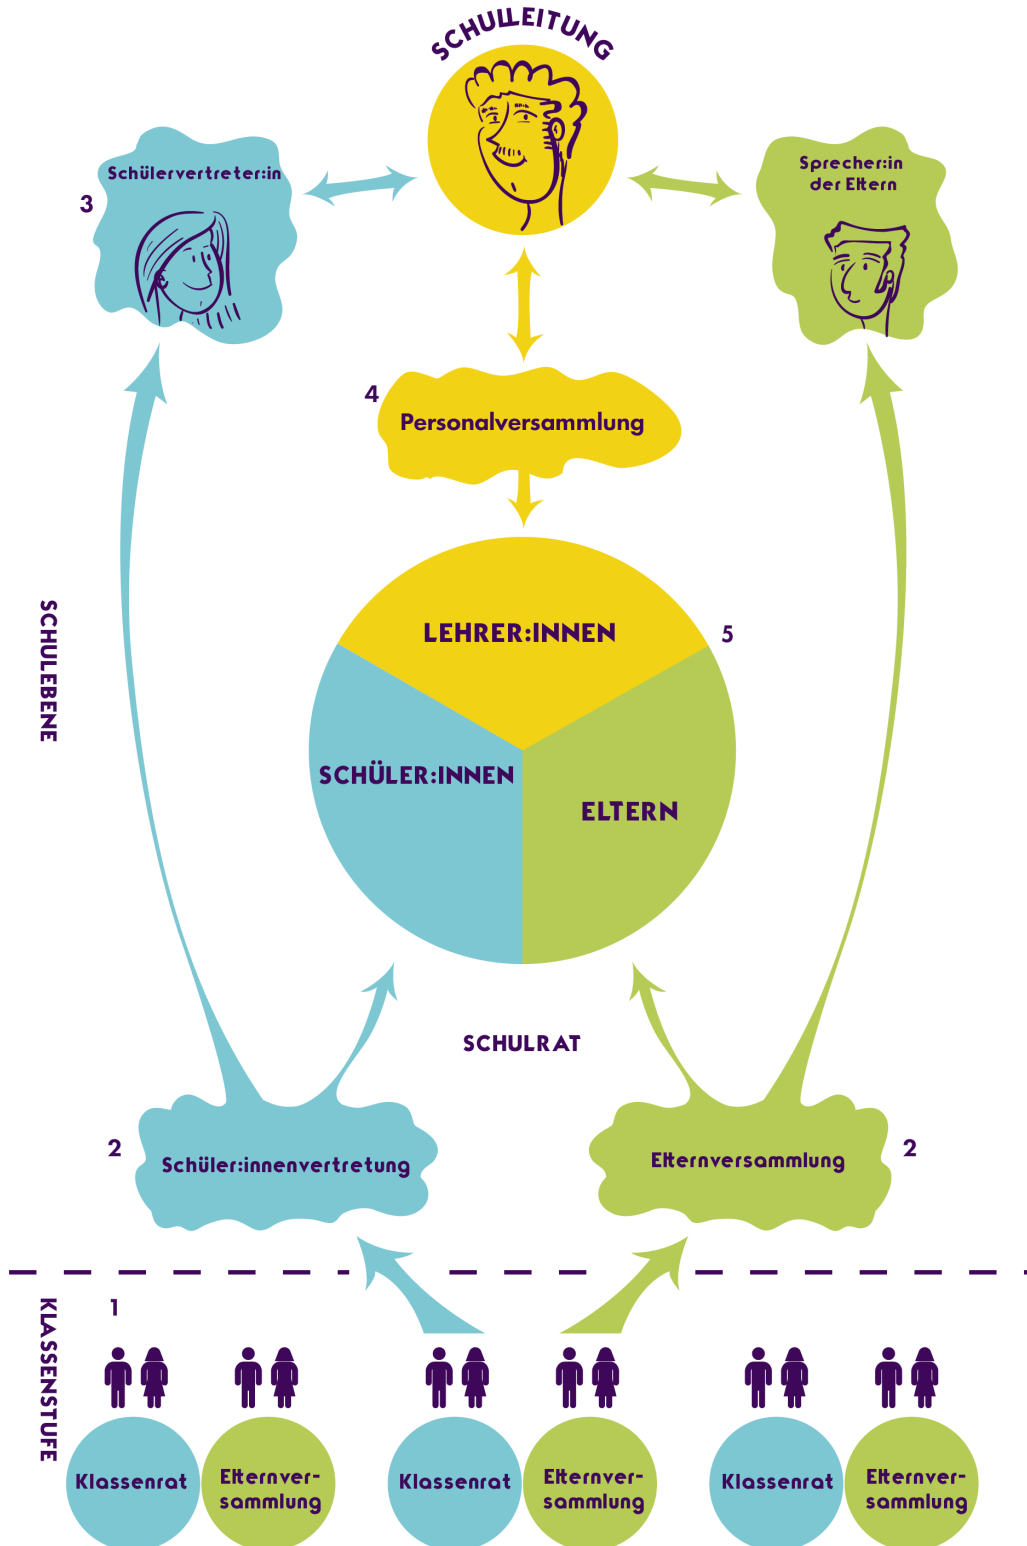 SCHULLEITUNG
Schülervertreter:in
3
Sprecher:in
der Eltern
4
Personalversammlung
LEHRER:INNEN
5
SCHÜLER:INNEN
ELTERN
SCHULEBENE
SCHULRAT
2
Schüler:innenvertretung
Elternversammlung
2
KLASSENSTUFE
1
Klassenrat
Elternver-
sammlung
Klassenrat
Elternver-
sammlung
Klassenrat
Elternver-
sammlung